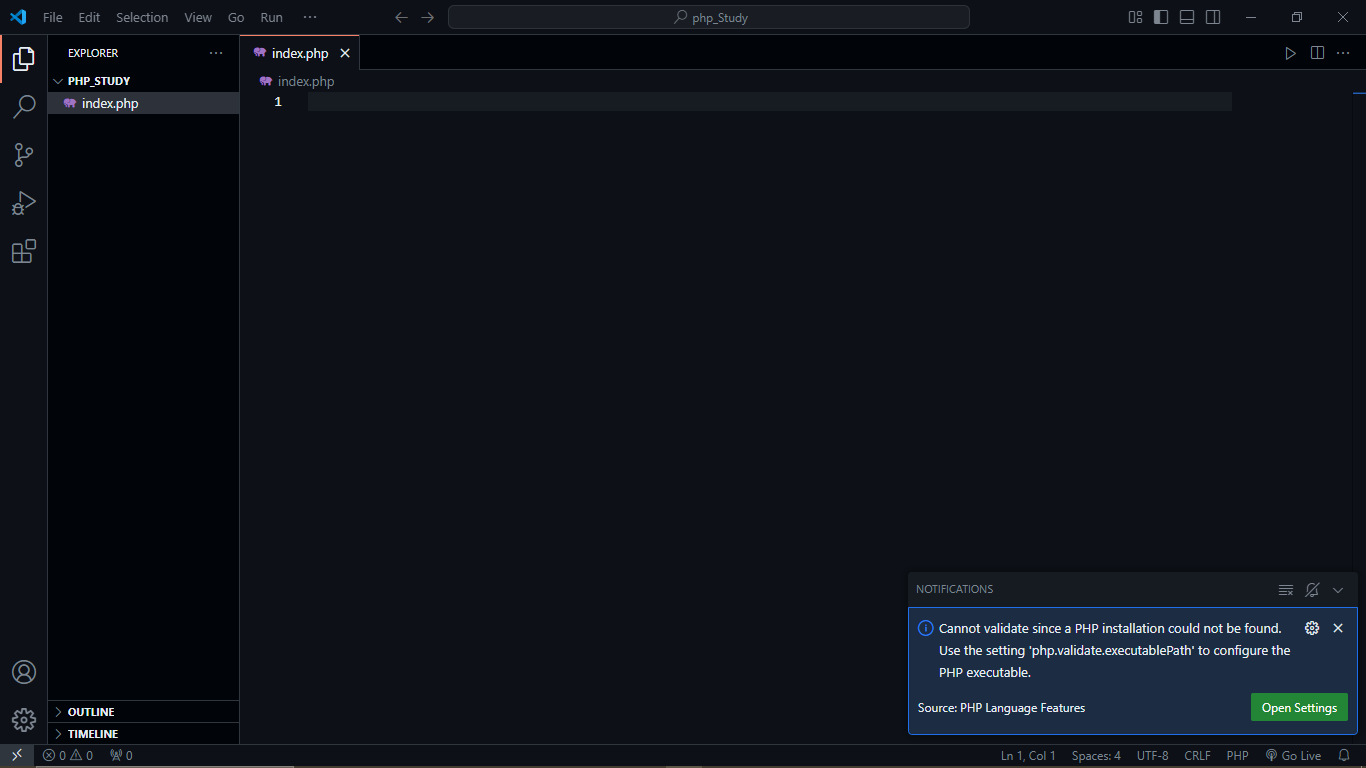 File Edit Selection View Go Run ···
php_Study
EXPLORER ···
PHP_STUDY
index.php
OUTLINE
TIMELINE
index.php
index.php
1
NOTIFICATIONS
Cannot validate since a PHP installation could not be found.
Use the setting 'php.validate.executablePath' to configure the
PHP executable.
Source: PHP Language Features
Open Settings
0 0 0
Ln 1, Col 1 Spaces: 4 UTF-8 CRLF PHP Go Live